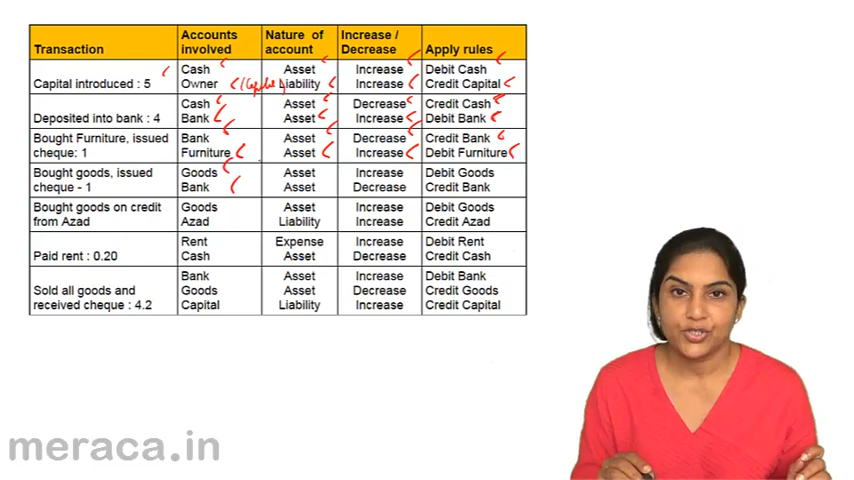 Transaction
Accounts involved
Nature of account
Increase / Decrease
Apply rules
Capital introduced : 5
Cash
Owner (Capital)
Asset
Liability
Increase
Increase
Debit Cash
Credit Capital
Deposited into bank : 4
Cash
Bank
Asset
Asset
Decrease
Increase
Credit Cash
Debit Bank
Bought Furniture, issued
cheque: 1
Bank
Furniture
Asset
Asset
Decrease
Increase
Credit Bank
Debit Furniture
Bought goods, issued
cheque - 1
Goods
Bank
Asset
Asset
Increase
Decrease
Debit Goods
Credit Bank
Bought goods on credit
from Azad
Goods
Azad
Asset
Liability
Increase
Increase
Debit Goods
Credit Azad
Paid rent : 0.20
Rent
Cash
Expense
Asset
Increase
Decrease
Debit Rent
Credit Cash
Sold all goods and
received cheque : 4.2
Bank
Goods
Capital
Asset
Asset
Liability
Increase
Decrease
Increase
Debit Bank
Credit Goods
Credit Capital
meraca.in